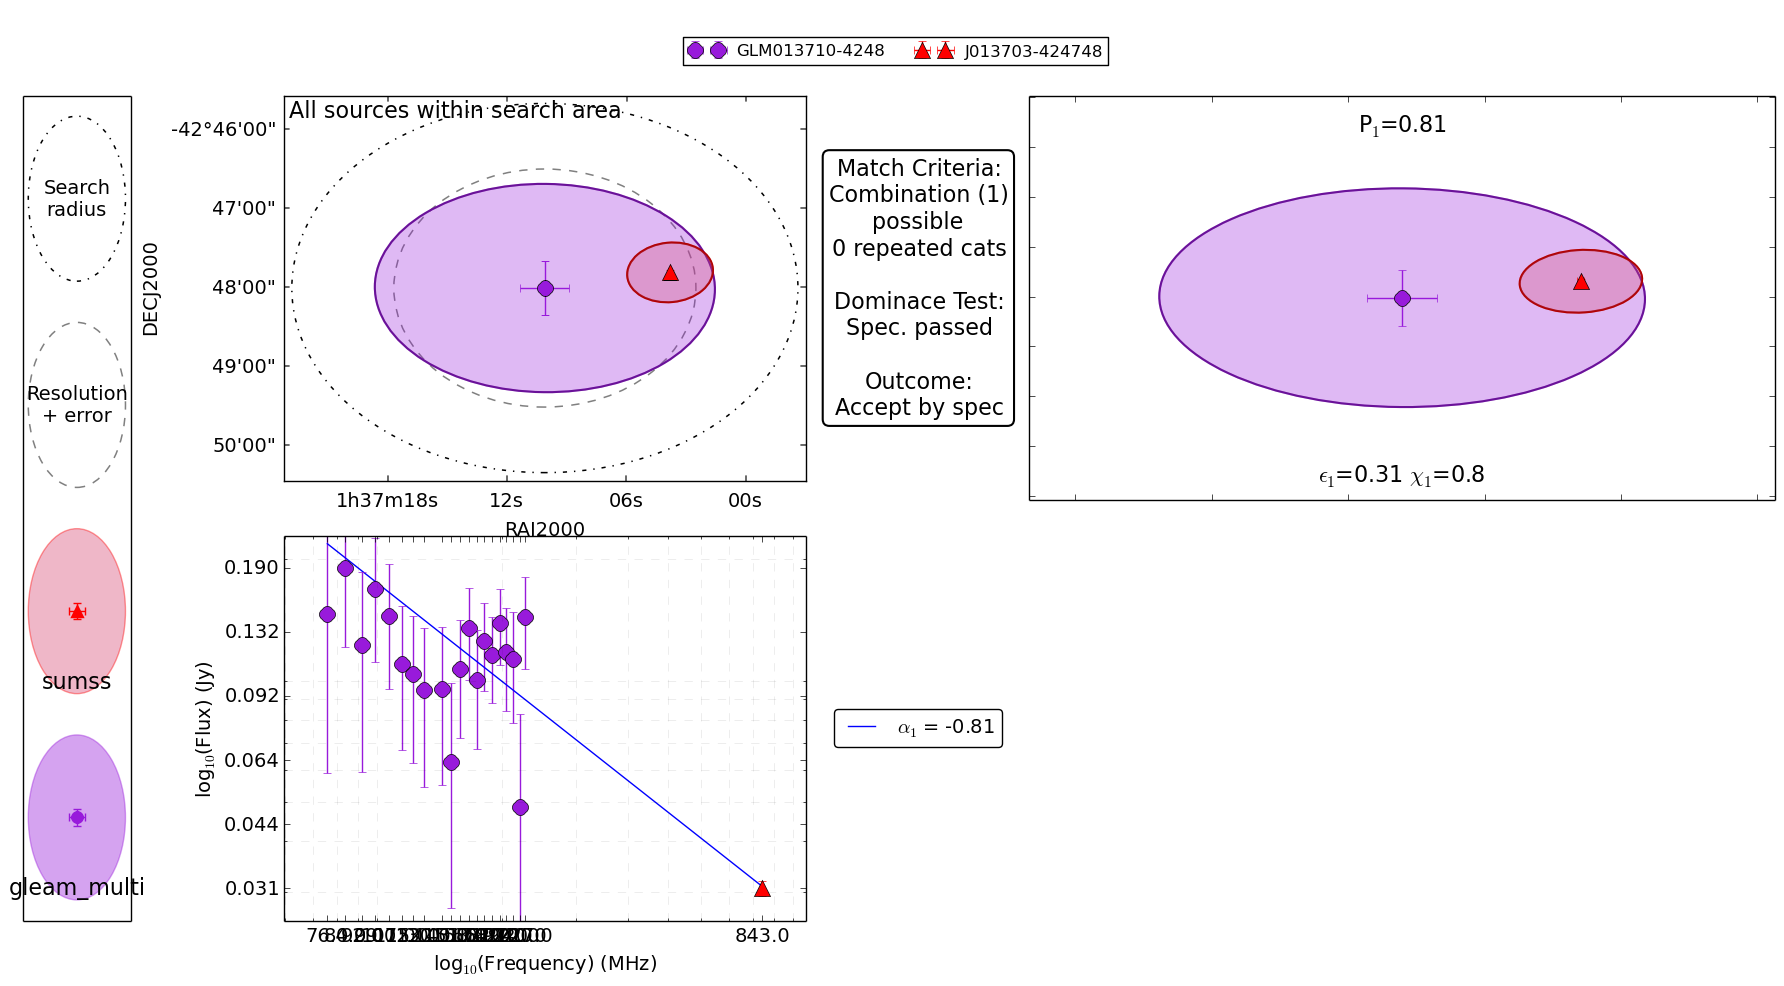 GLM013710-4248 J013703-424748
Search
radius
Resolution
+ error
sumss
gleam_multi
All sources within search area
DECJ2000
-42°46'00"
47'00"
48'00"
49'00"
50'00"
1h37m18s 12s 06s 00s
RAJ2000
Match Criteria:
Combination (1)
possible
0 repeated cats
Dominace Test:
Spec. passed
Outcome:
Accept by spec
P₁=0.81
ϵ₁=0.31 χ₁=0.8
log₁₀(Flux) (Jy)
0.190
0.132
0.092
0.064
0.044
0.031
843.0
log₁₀(Frequency) (MHz)
α₁ = -0.81